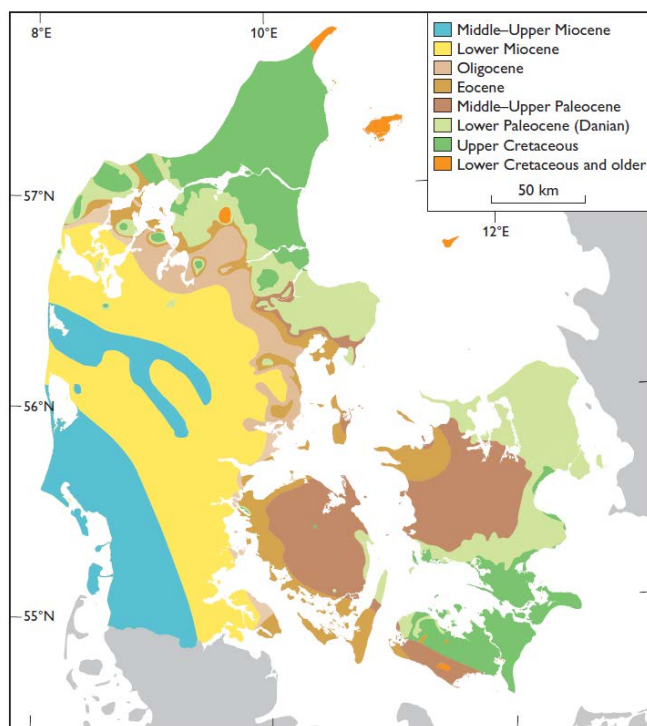 8°E
10°E
Middle–Upper Miocene
Lower Miocene
Oligocene
Eocene
Middle–Upper Paleocene
Lower Paleocene (Danian)
Upper Cretaceous
Lower Cretaceous and older
50 km
57°N
12°E
56°N
55°N